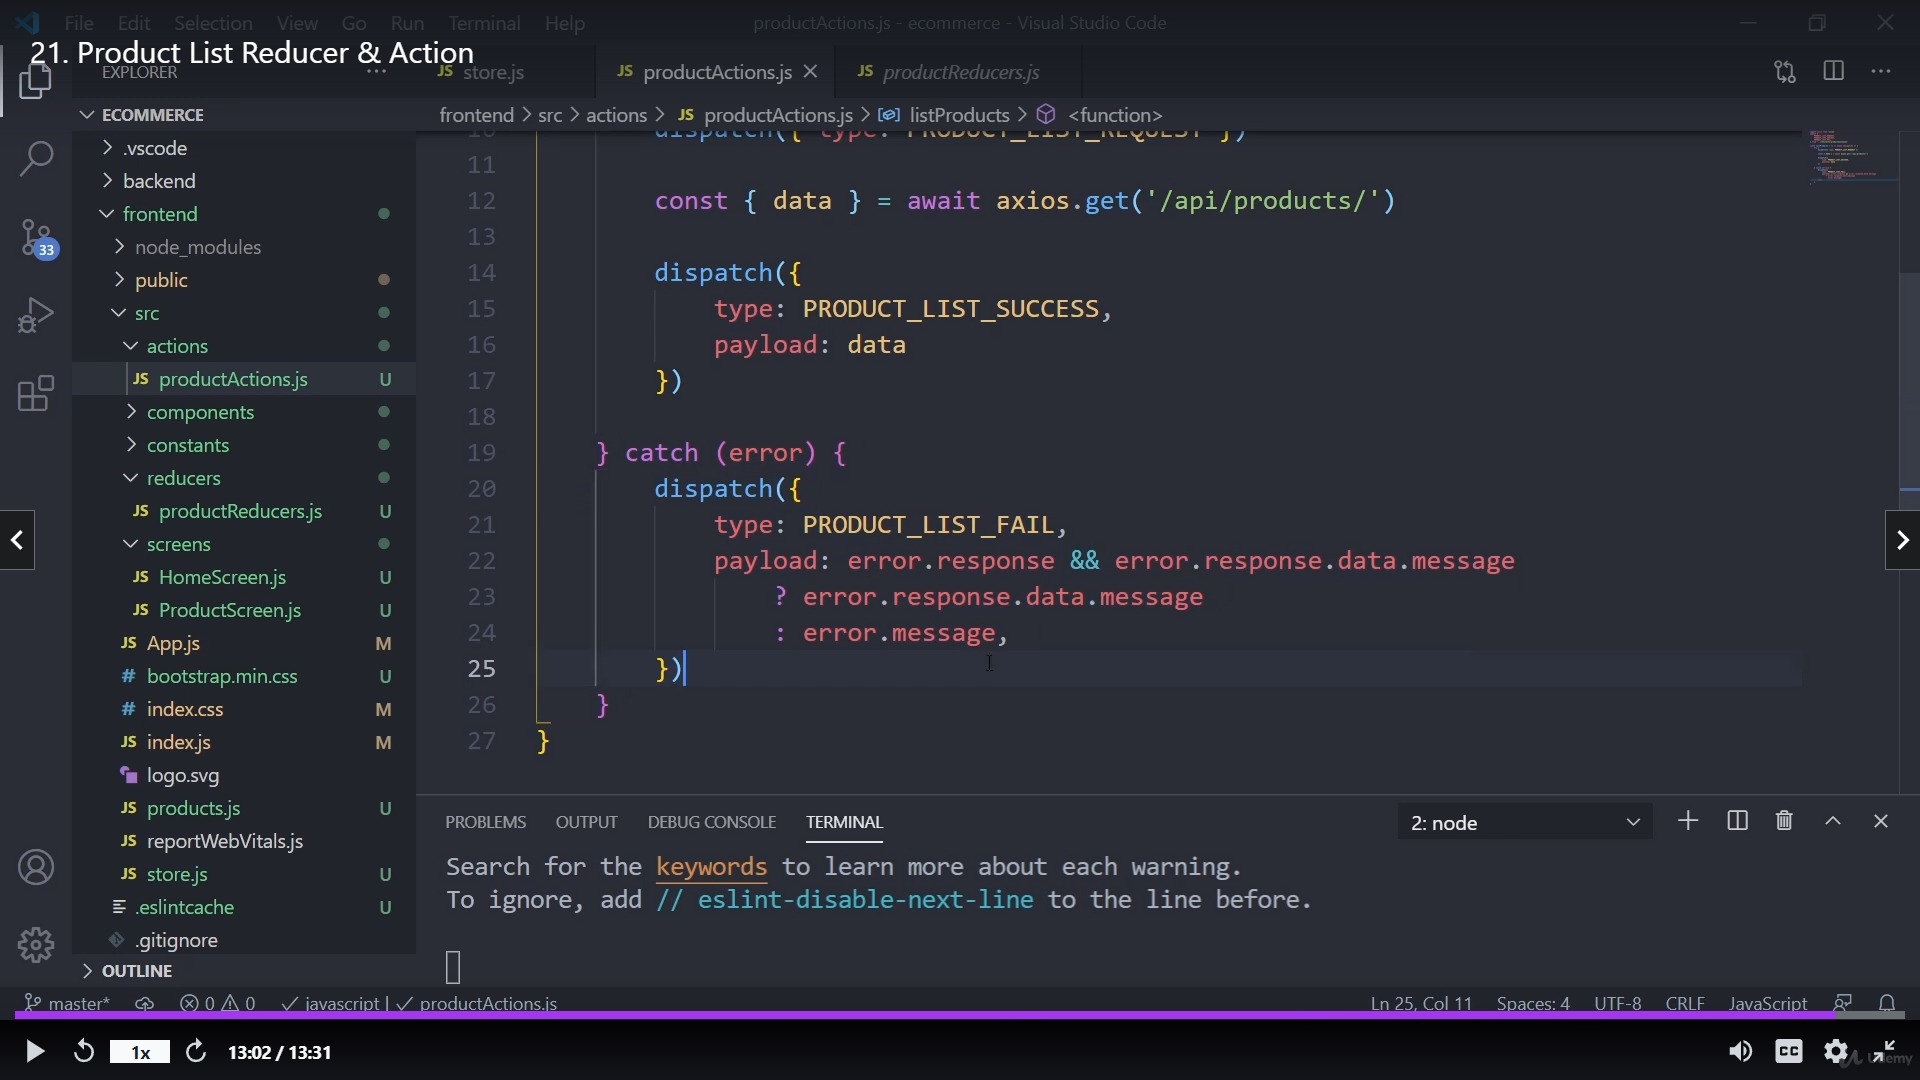 File Edit Selection View Go Run Terminal Help productActions.js - ecommerce - Visual Studio Code
21. Product List Reducer & Action
EXPLORER
JS store.js JS productActions.js JS productReducers.js
ECOMMERCE
frontend > src > actions > JS productActions.js > listProducts > <function>
.vscode
backend
frontend
node_modules
public
src
actions
JS productActions.js U
components
constants
reducers
JS productReducers.js U
screens
JS HomeScreen.js U
JS ProductScreen.js U
JS App.js M
# bootstrap.min.css U
# index.css M
JS index.js M
logo.svg
JS products.js U
JS reportWebVitals.js
JS store.js U
.eslintcache U
.gitignore
OUTLINE
33
10 dispatch({ type: PRODUCT_LIST_REQUEST })
11
12 const { data } = await axios.get('/api/products/')
13
14 dispatch({
15 type: PRODUCT_LIST_SUCCESS,
16 payload: data
17 })
18
19 } catch (error) {
20 dispatch({
21 type: PRODUCT_LIST_FAIL,
22 payload: error.response && error.response.data.message
23 ? error.response.data.message
24 : error.message,
25 })
26 }
27 }
PROBLEMS OUTPUT DEBUG CONSOLE TERMINAL 2: node
Search for the keywords to learn more about each warning.
To ignore, add // eslint-disable-next-line to the line before.
master* 0 0 javascript | productActions.js Ln 25, Col 11 Spaces: 4 UTF-8 CRLF JavaScript
1x 13:02 / 13:31 CC Udemy